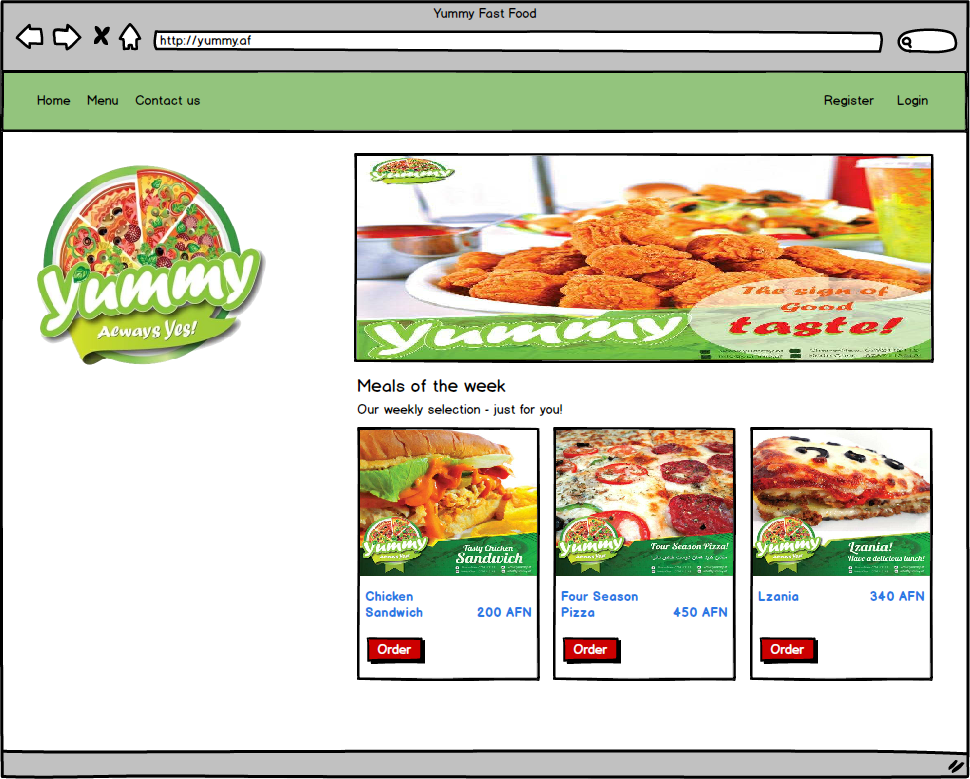 Yummy Fast Food
http://yummy.af
Home Menu Contact us Register Login
Yummy
Always Yes!
Yummy
The sign of
Good
taste!
Yummy
Meals of the week
Our weekly selection - just for you!
Yummy
Tasty Chicken
Sandwich
Yummy
Four Season Pizza!
Yummy
Lzania!
Have a delicious lunch!
Chicken
Sandwich 200 AFN
Four Season
Pizza 450 AFN
Lzania 340 AFN
Order
Order
Order